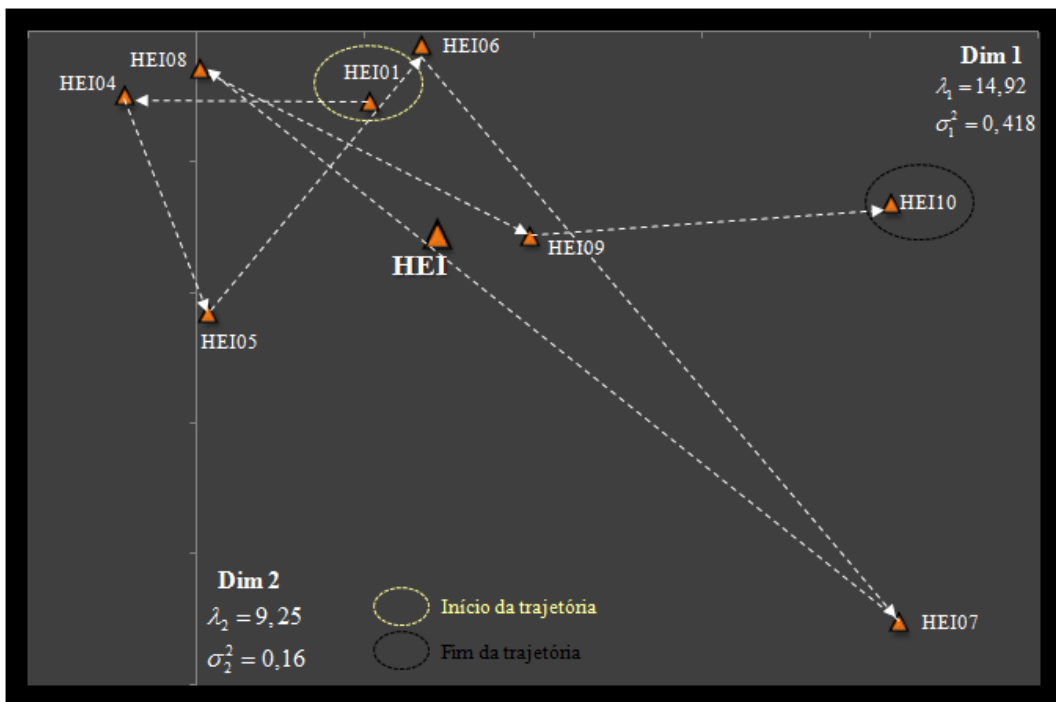 HEI06
HEI08
HEI01
HEI04
Dim 1
λ₁ = 14,92
σ₁² = 0,418
HEI10
HEI
HEI09
HEI05
Dim 2
λ₂ = 9,25
σ₂² = 0,16
Início da trajetória
Fim da trajetória
HEI07